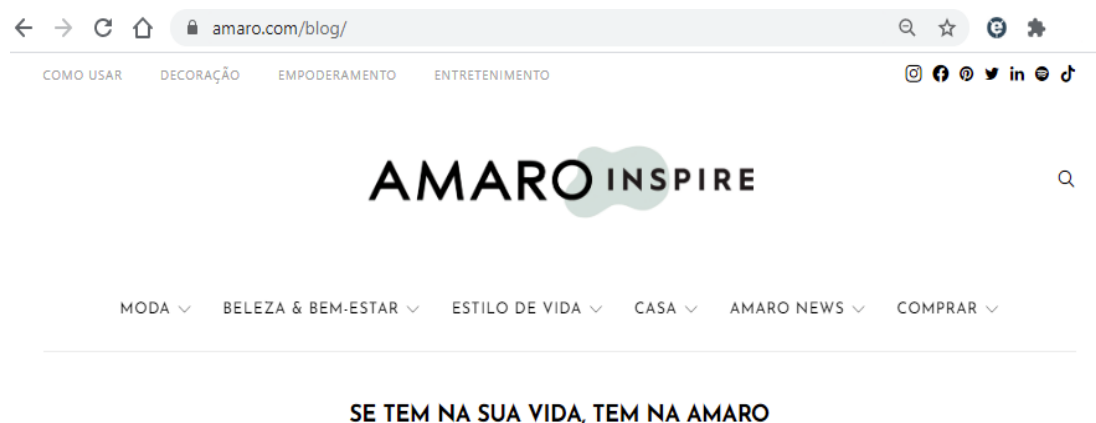 amaro.com/blog/
COMO USAR DECORAÇÃO EMPODERAMENTO ENTRETENIMENTO
AMARO INSPIRE
MODA BELEZA & BEM-ESTAR ESTILO DE VIDA CASA AMARO NEWS COMPRAR
SE TEM NA SUA VIDA, TEM NA AMARO